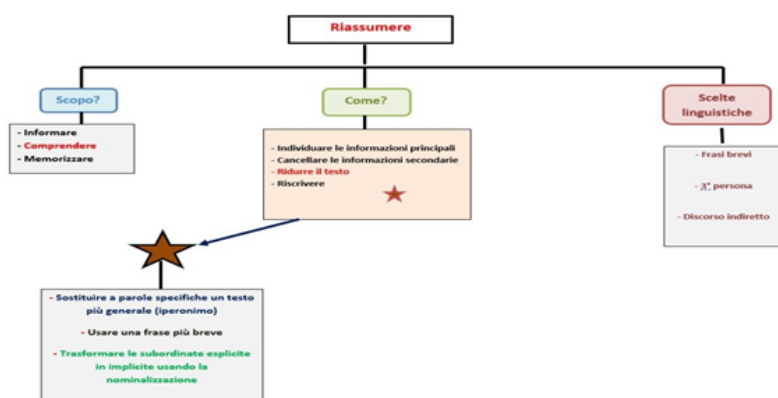 Riassumere
Scopo?
- Informare
- Comprendere
- Memorizzare
Come?
- Individuare le informazioni principali
- Cancellare le informazioni secondarie
- Ridurre il testo
- Riscrivere
Scelte
linguistiche
- Frasi brevi
- 3ª persona
- Discorso indiretto
- Sostituire a parole specifiche un testo
più generale (iperonimo)
- Usare una frase più breve
- Trasformare le subordinate esplicite
in implicite usando la
nominalizzazione